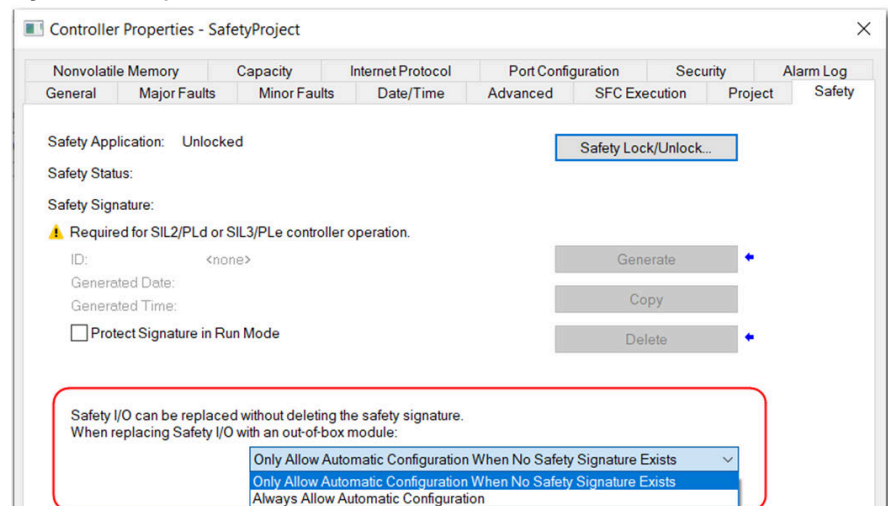 Controller Properties - SafetyProject
Nonvolatile Memory Capacity Internet Protocol Port Configuration Security Alarm Log
General Major Faults Minor Faults Date/Time Advanced SFC Execution Project Safety
Safety Application: Unlocked Safety Lock/Unlock...
Safety Status:
Safety Signature:
Required for SIL2/PLd or SIL3/PLe controller operation.
ID: <none> Generate
Generated Date:
Copy
Generated Time:
Protect Signature in Run Mode
Delete
Safety I/O can be replaced without deleting the safety signature.
When replacing Safety I/O with an out-of-box module:
Only Allow Automatic Configuration When No Safety Signature Exists
Only Allow Automatic Configuration When No Safety Signature Exists
Always Allow Automatic Configuration